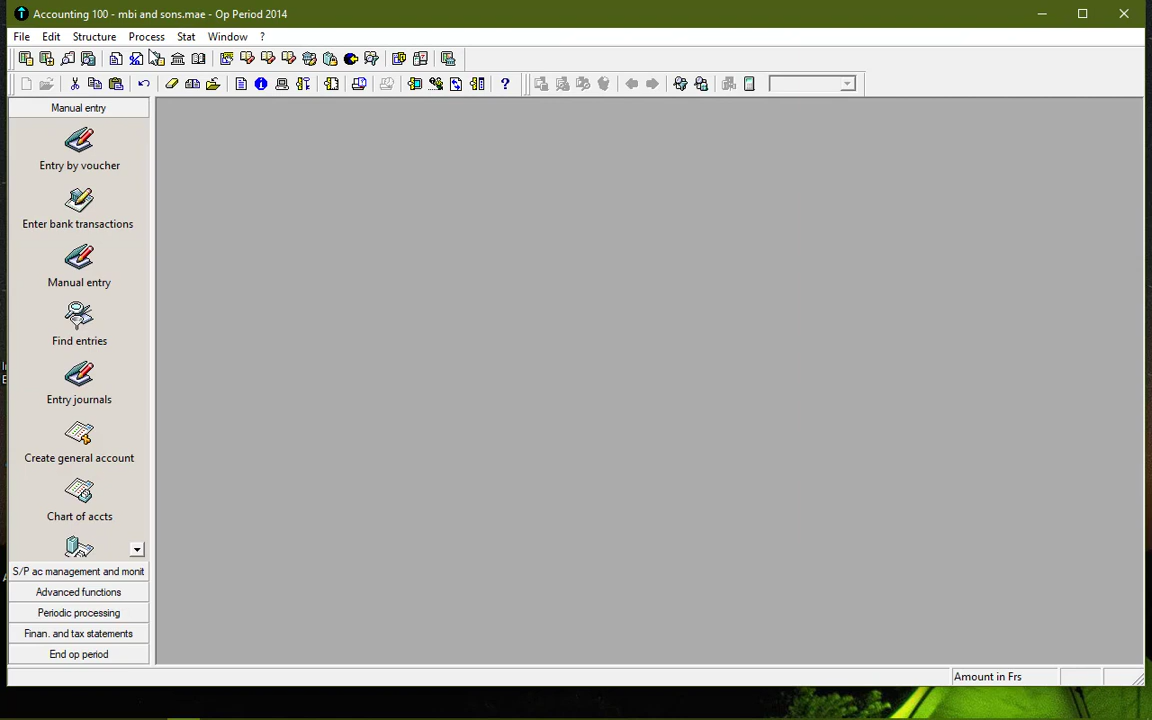 Accounting 100 - mbi and sons.mae - Op Period 2014
File Edit Structure Process Stat Window ?
Manual entry
Entry by voucher
Enter bank transactions
Manual entry
Find entries
Entry journals
Create general account
Chart of accts
S/P ac management and monit
Advanced functions
Periodic processing
Finan. and tax statements
End op period
Amount in Frs